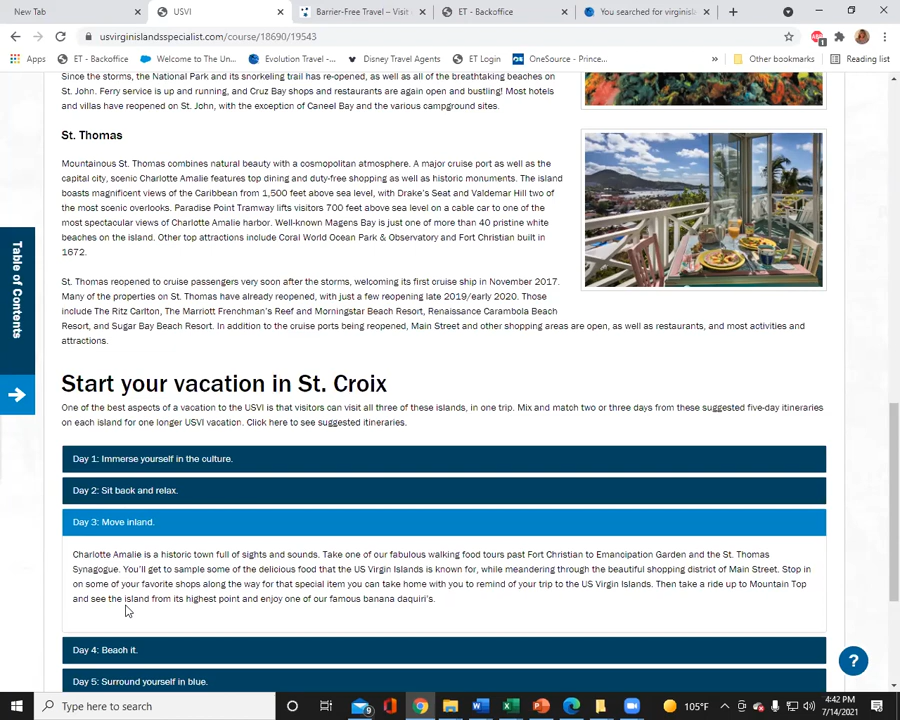 New Tab
USVI
Barrier-Free Travel – Visit
ET - Backoffice
You searched for virginisl
usvirginislandsspecialist.com/course/18690/19543
1
Apps
ET - Backoffice
Evolution Travel -...
Welcome to The Un...
Disney Travel Agents
ET Login
OneSource - Prince...
»
Other bookmarks
Reading list
Since the storms, the National Park and its snorkeling trail has re-opened, as well as all of the breathtaking beaches on
St. John. Ferry service is up and running, and Cruz Bay shops and restaurants are again open and bustling! Most hotels
and villas have reopened on St. John, with the exception of Caneel Bay and the various campground sites.
St. Thomas
Mountainous St. Thomas combines natural beauty with a cosmopolitan atmosphere. A major cruise port as well as the
capital city, scenic Charlotte Amalie features top dining and duty-free shopping as well as historic monuments. The island
boasts magnificent views of the Caribbean from 1,500 feet above sea level, with Drake's Seat and Valdemar Hill two of
the most scenic overlooks. Paradise Point Tramway lifts visitors 700 feet above sea level on a cable car to one of the
most spectacular views of Charlotte Amalie harbor. Well-known Magens Bay is just one of more than 40 pristine white
beaches on the island. Other top attractions include Coral World Ocean Park & Observatory and Fort Christian built in
1672.
St. Thomas reopened to cruise passengers very soon after the storms, welcoming its first cruise ship in November 2017.
Many of the properties on St. Thomas have already reopened, with just a few reopening late 2019/early 2020. Those
include The Ritz Carlton, The Marriott Frenchman's Reef and Morningstar Beach Resort, Renaissance Carambola Beach
Resort, and Sugar Bay Beach Resort. In addition to the cruise ports being reopened, Main Street and other shopping areas are open, as well as restaurants, and most activities and
attractions.
Table of Contents
Start your vacation in St. Croix
One of the best aspects of a vacation to the USVI is that visitors can visit all three of these islands, in one trip. Mix and match two or three days from these suggested five-day itineraries
on each island for one longer USVI vacation. Click here to see suggested itineraries.
Day 1: Immerse yourself in the culture.
Day 2: Sit back and relax.
Day 3: Move inland.
Charlotte Amalie is a historic town full of sights and sounds. Take one of our fabulous walking food tours past Fort Christian to Emancipation Garden and the St. Thomas
Synagogue. You'll get to sample some of the delicious food that the US Virgin Islands is known for, while meandering through the beautiful shopping district of Main Street. Stop in
on some of your favorite shops along the way for that special item you can take home with you to remind of your trip to the US Virgin Islands. Then take a ride up to Mountain Top
and see the island from its highest point and enjoy one of our famous banana daquiri's.
Day 4: Beach it.
Day 5: Surround yourself in blue.
?
Type here to search
9
105°F
4:42 PM
7/14/2021